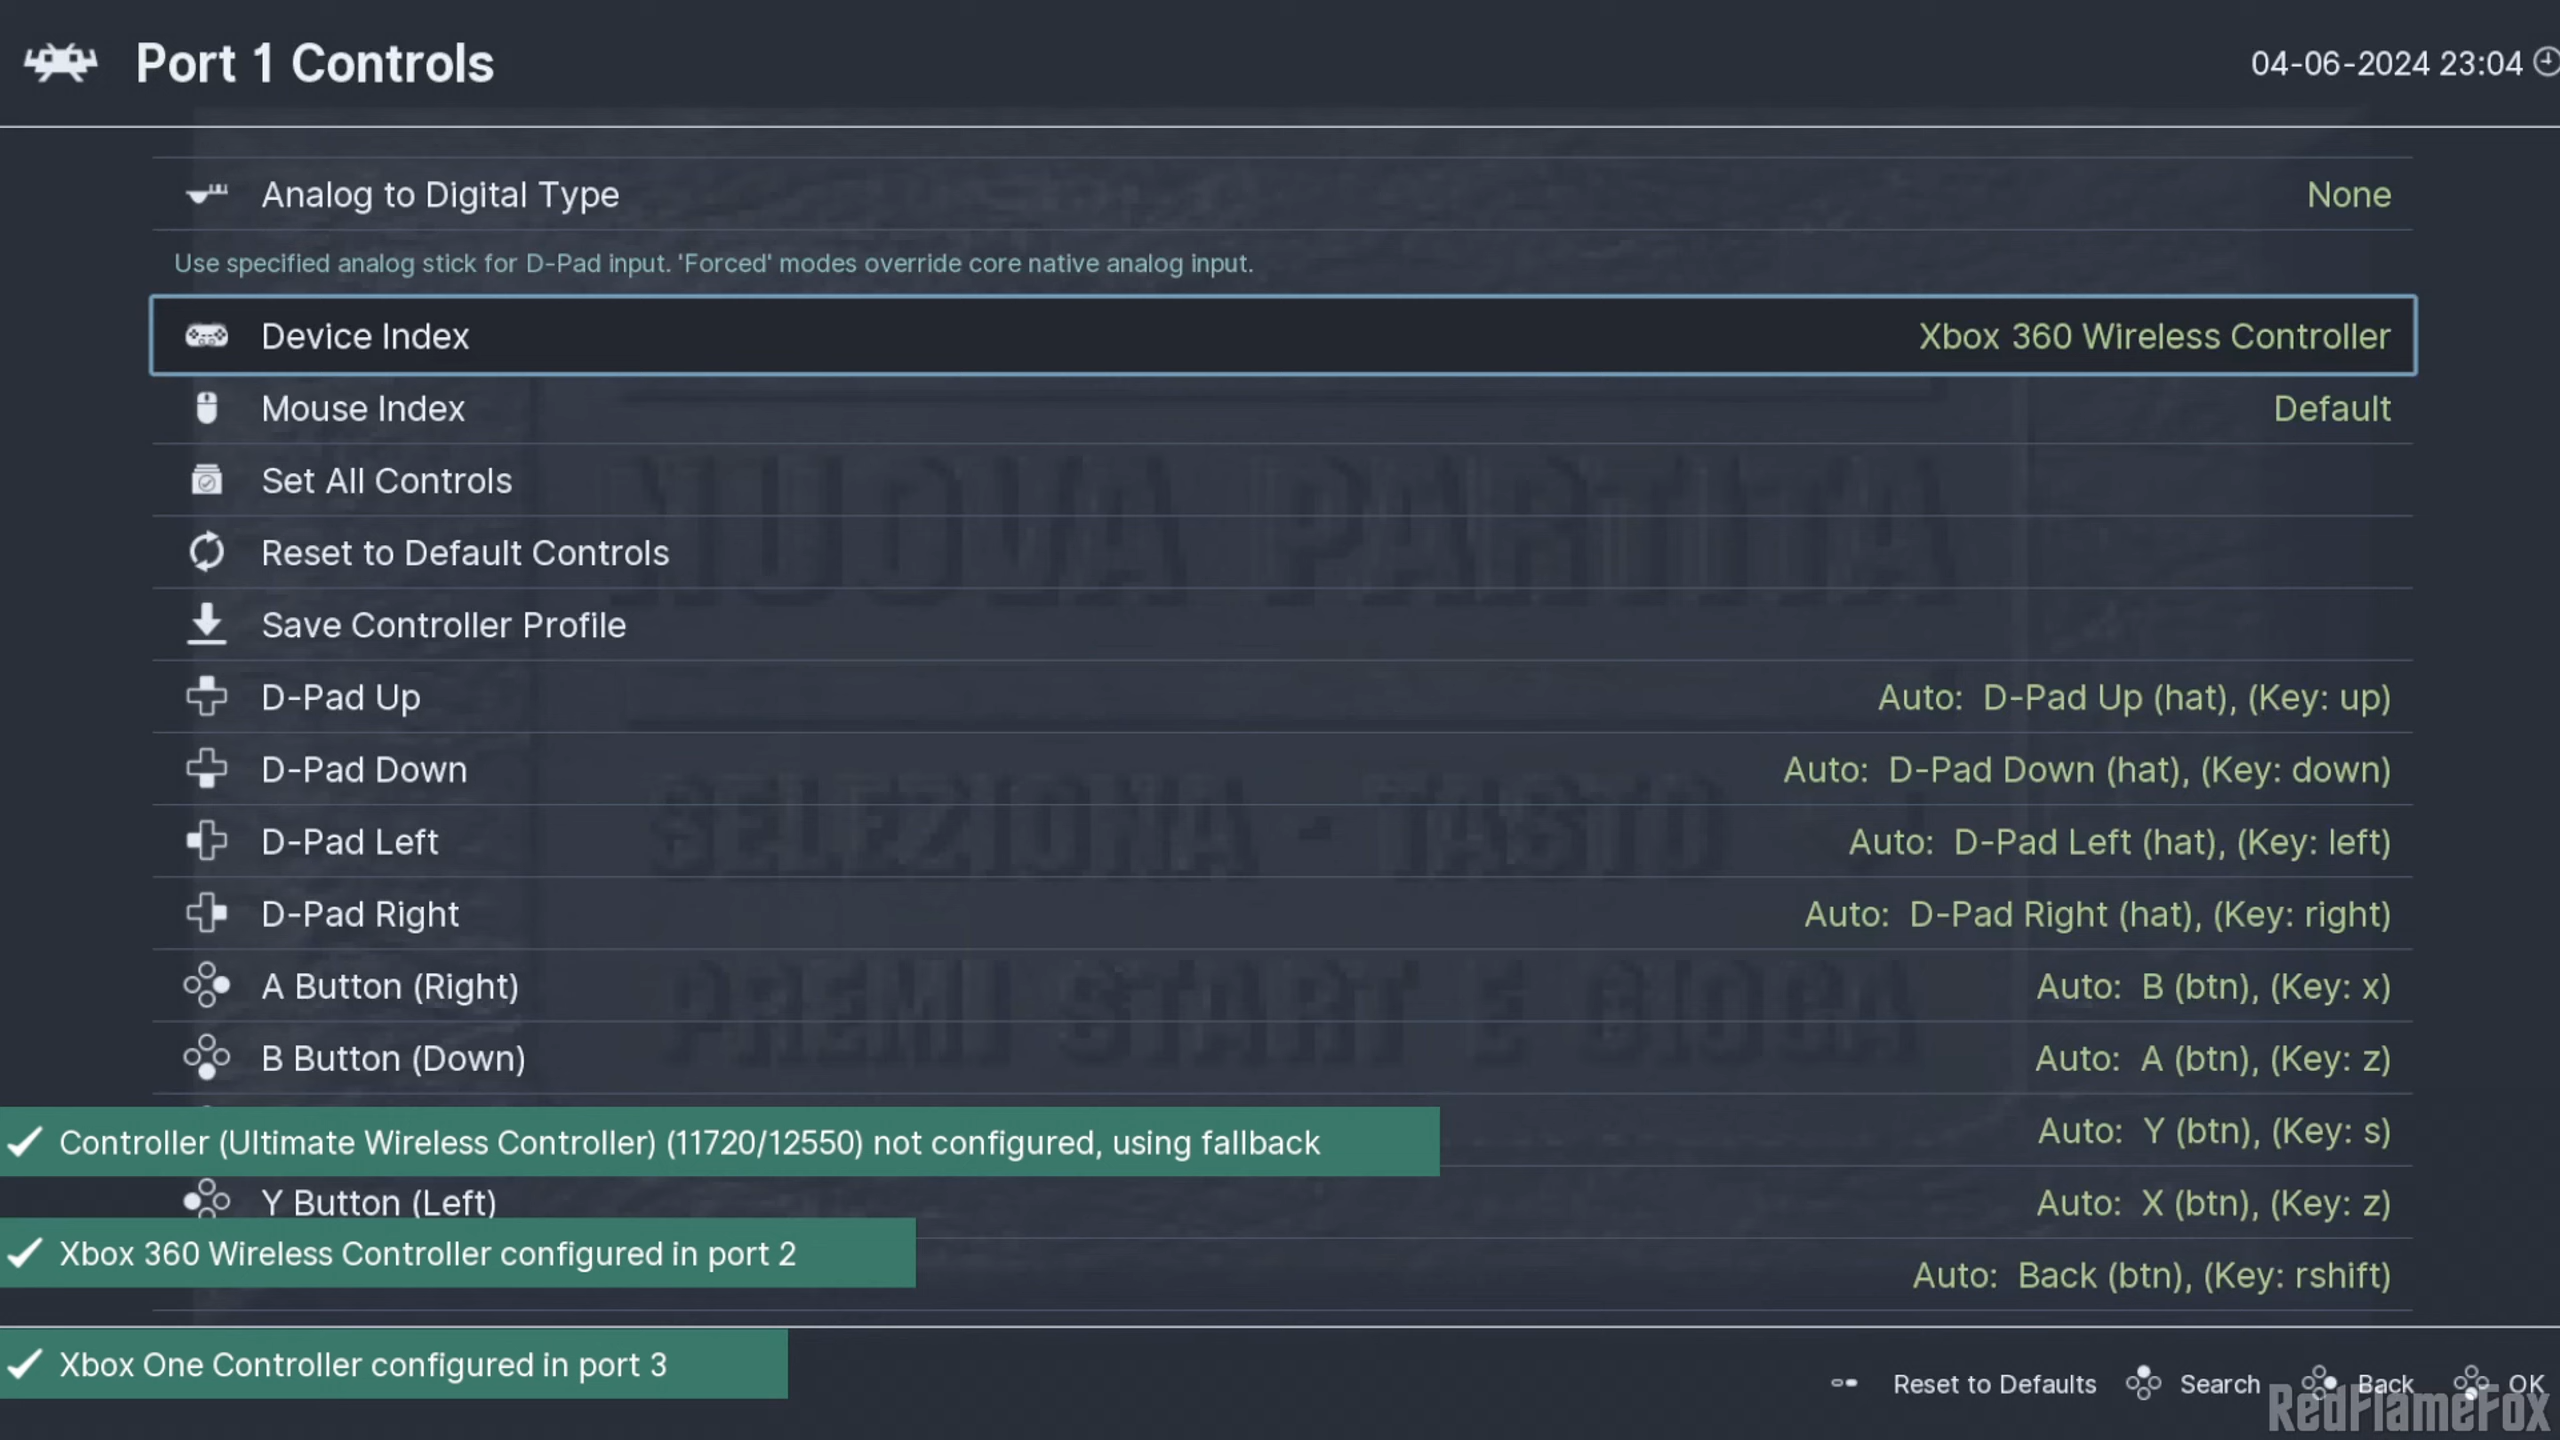 Port 1 Controls
04-06-2024 23:04
Analog to Digital Type None
Use specified analog stick for D-Pad input. 'Forced' modes override core native analog input.
Device Index Xbox 360 Wireless Controller
Mouse Index Default
Set All Controls
Reset to Default Controls
Save Controller Profile
D-Pad Up Auto: D-Pad Up (hat), (Key: up)
D-Pad Down Auto: D-Pad Down (hat), (Key: down)
D-Pad Left Auto: D-Pad Left (hat), (Key: left)
D-Pad Right Auto: D-Pad Right (hat), (Key: right)
A Button (Right) Auto: B (btn), (Key: x)
B Button (Down) Auto: A (btn), (Key: z)
Controller (Ultimate Wireless Controller) (11720/12550) not configured, using fallback Auto: Y (btn), (Key: s)
Y Button (Left) Auto: X (btn), (Key: z)
Xbox 360 Wireless Controller configured in port 2
Auto: Back (btn), (Key: rshift)
Xbox One Controller configured in port 3
Reset to Defaults Search Back OK
RedFlameFox
NUOVA PARTITA
SELEZIONA - TASTO
PREMI START E GIOCA